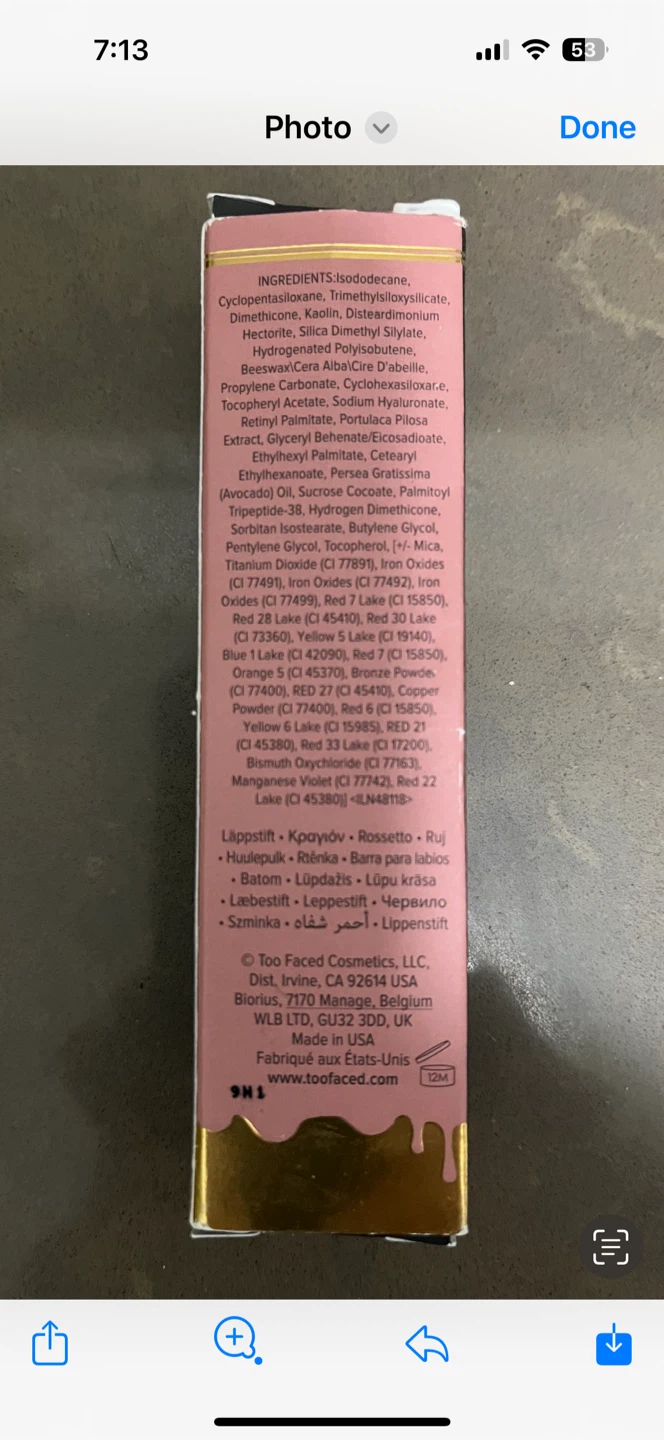 7:13
53
Photo
Done
INGREDIENTS:Isododecane,
Cyclopentasiloxane, Trimethylsiloxysilicate,
Dimethicone, Kaolin, Disteardimonium
Hectorite, Silica Dimethyl Silylate,
Hydrogenated Polyisobutene,
Beeswax\Cera Alba\Cire D'abeille,
Propylene Carbonate, Cyclohexasiloxane,
Tocopheryl Acetate, Sodium Hyaluronate,
Retinyl Palmitate, Portulaca Pilosa
Extract, Glyceryl Behenate/Eicosadioate,
Ethylhexyl Palmitate, Cetearyl
Ethylhexanoate, Persea Gratissima
(Avocado) Oil, Sucrose Cocoate, Palmitoyl
Tripeptide-38, Hydrogen Dimethicone,
Sorbitan Isostearate, Butylene Glycol,
Pentylene Glycol, Tocopherol, [+/- Mica,
Titanium Dioxide (CI 77891), Iron Oxides
(CI 77491), Iron Oxides (CI 77492), Iron
Oxides (CI 77499), Red 7 Lake (CI 15850),
Red 28 Lake (CI 45410), Red 30 Lake
(CI 73360), Yellow 5 Lake (CI 19140),
Blue 1 Lake (CI 42090), Red 7 (CI 15850),
Orange 5 (CI 45370), Bronze Powder
(CI 77400), RED 27 (CI 45410), Copper
Powder (CI 77400), Red 6 (CI 15850),
Yellow 6 Lake (CI 15985), RED 21
(CI 45380), Red 33 Lake (CI 17200),
Bismuth Oxychloride (CI 77163),
Manganese Violet (CI 77742), Red 22
Lake (CI 45380)] <ILN48118>
Läppstift • Κραγιόν • Rossetto • Ruj
• Huulepulk • Rtěnka • Barra para labios
• Batom • Lūpdažis • Lūpu krāsa
• Læbestift • Leppestift • Червило
• Szminka • أحمر شفاه • Lippenstift
© Too Faced Cosmetics, LLC,
Dist, Irvine, CA 92614 USA
Biorius, 7170 Manage, Belgium
WLB LTD, GU32 3DD, UK
Made in USA
Fabriqué aux États-Unis
www.toofaced.com
12M
9H1